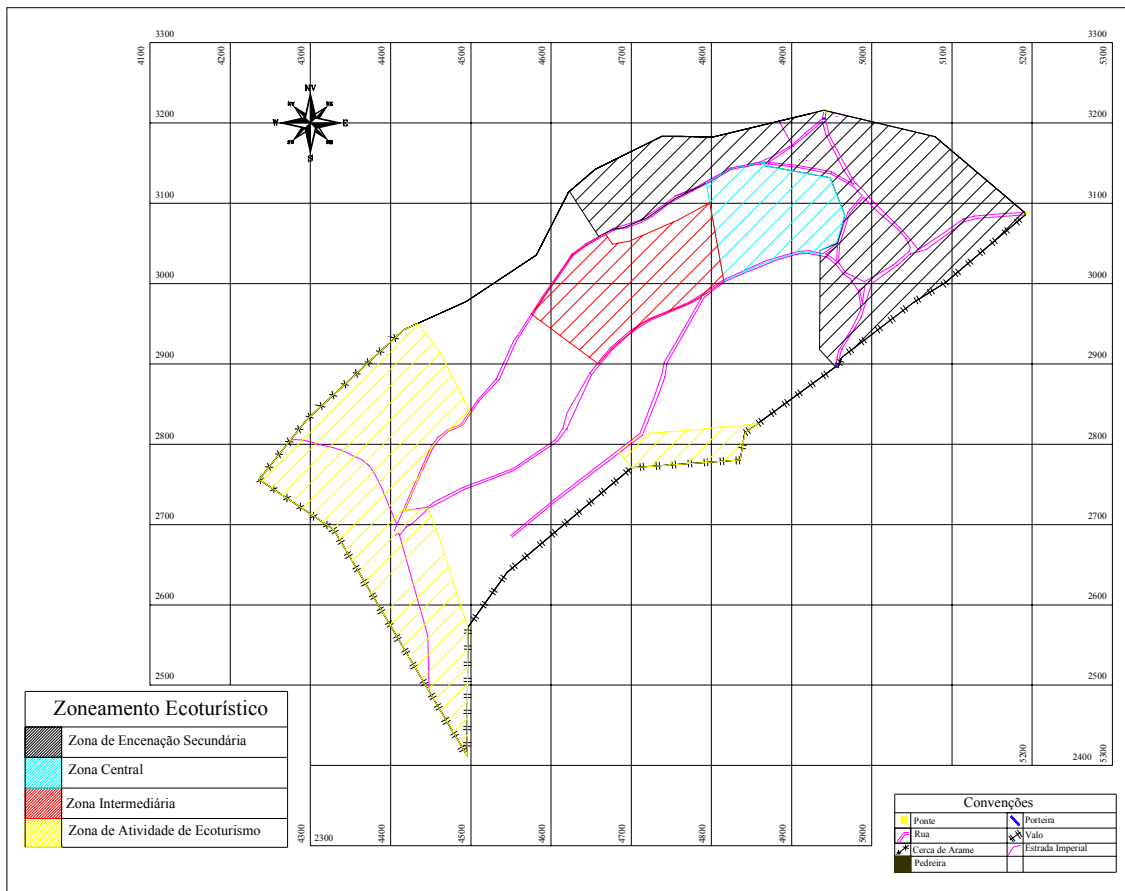 3300
4100
4200
4300
4400
4500
4600
4700
4800
4900
5000
5100
5200
5300
3300
NV
W
E
S
3200
3200
3100
3100
3000
3000
2900
2900
2800
2800
2700
2700
2600
2600
2500
2500
2400
5200
5300
4300
2300
4400
4500
4600
4700
4800
4900
5000
Zoneamento Ecoturístico
Zona de Encenação Secundária
Zona Central
Zona Intermediária
Zona de Atividade de Ecoturismo
Convenções
Ponte
Porteira
Rua
Valo
Cerca de Arame
Estrada Imperial
Pedreira